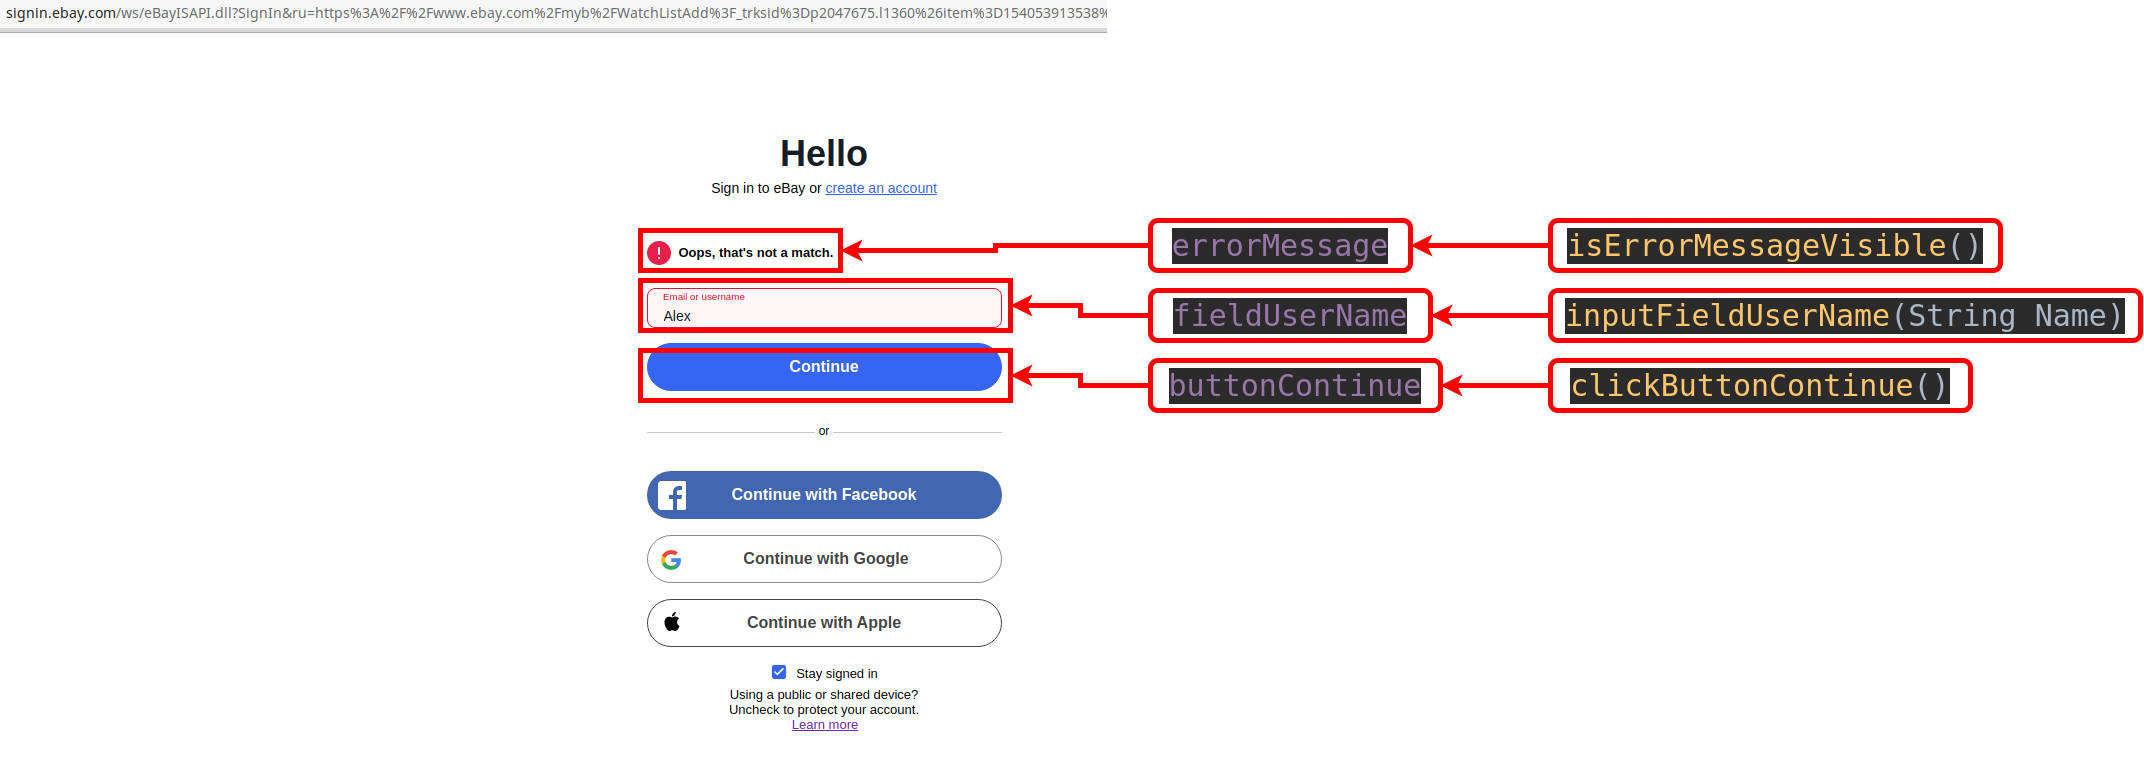 signin.ebay.com/ws/eBayISAPI.dll?SignIn&ru=https%3A%2F%2Fwww.ebay.com%2Fmyb%2FWatchListAdd%3F_trksid%3Dp2047675.l1360%26item%3D154053913538%
Hello
Sign in to eBay or create an account
Oops, that's not a match.
errorMessage
isErrorMessageVisible()
Email or username
Alex
fieldUserName
inputFieldUserName(String Name)
Continue
buttonContinue
clickButtonContinue()
or
Continue with Facebook
Continue with Google
Continue with Apple
Stay signed in
Using a public or shared device?
Uncheck to protect your account.
Learn more